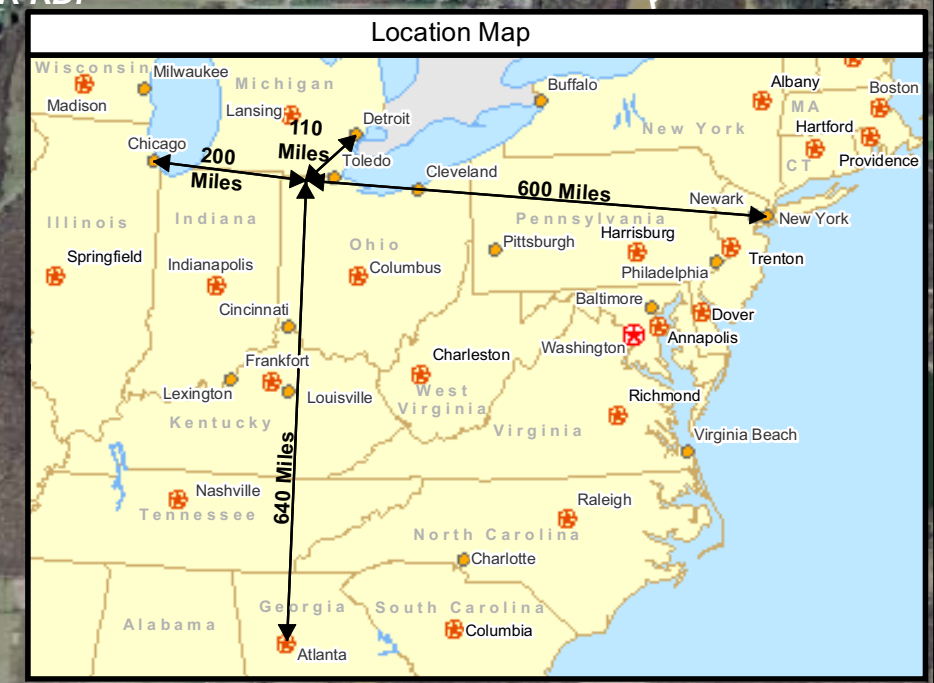 Location Map
Wisconsin
Milwaukee
Madison
Michigan
Lansing
Detroit
110
Miles
Toledo
Chicago
200
Miles
Cleveland
Buffalo
Albany
Boston
MA
New York
Hartford
CT
Providence
600 Miles
Newark
New York
Illinois
Indiana
Ohio
Pennsylvania
Pittsburgh
Harrisburg
Philadelphia
Trenton
Springfield
Indianapolis
Columbus
Cincinnati
Baltimore
Dover
Annapolis
Washington
Frankfort
Charleston
Lexington
Louisville
West
Virginia
Richmond
Kentucky
Virginia
Virginia Beach
640 Miles
Nashville
Tennessee
Raleigh
North Carolina
Charlotte
Georgia
South Carolina
Alabama
Columbia
Atlanta